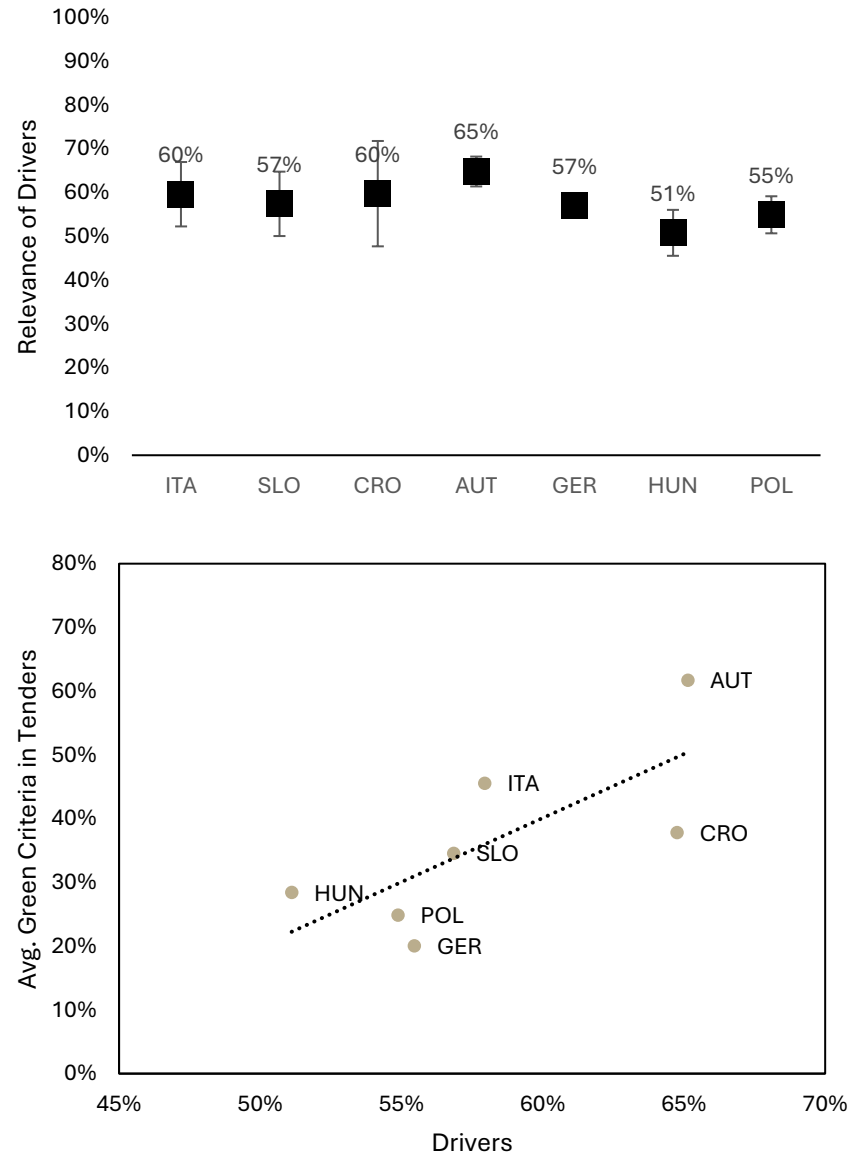 100%
90%
80%
70%
60%
50%
40%
30%
20%
10%
0%
Relevance of Drivers
60%
57%
60%
65%
57%
51%
55%
ITA SLO CRO AUT GER HUN POL
80%
70%
60%
50%
40%
30%
20%
10%
0%
Avg. Green Criteria in Tenders
AUT
ITA
CRO
SLO
HUN
POL
GER
45% 50% 55% 60% 65% 70%
Drivers